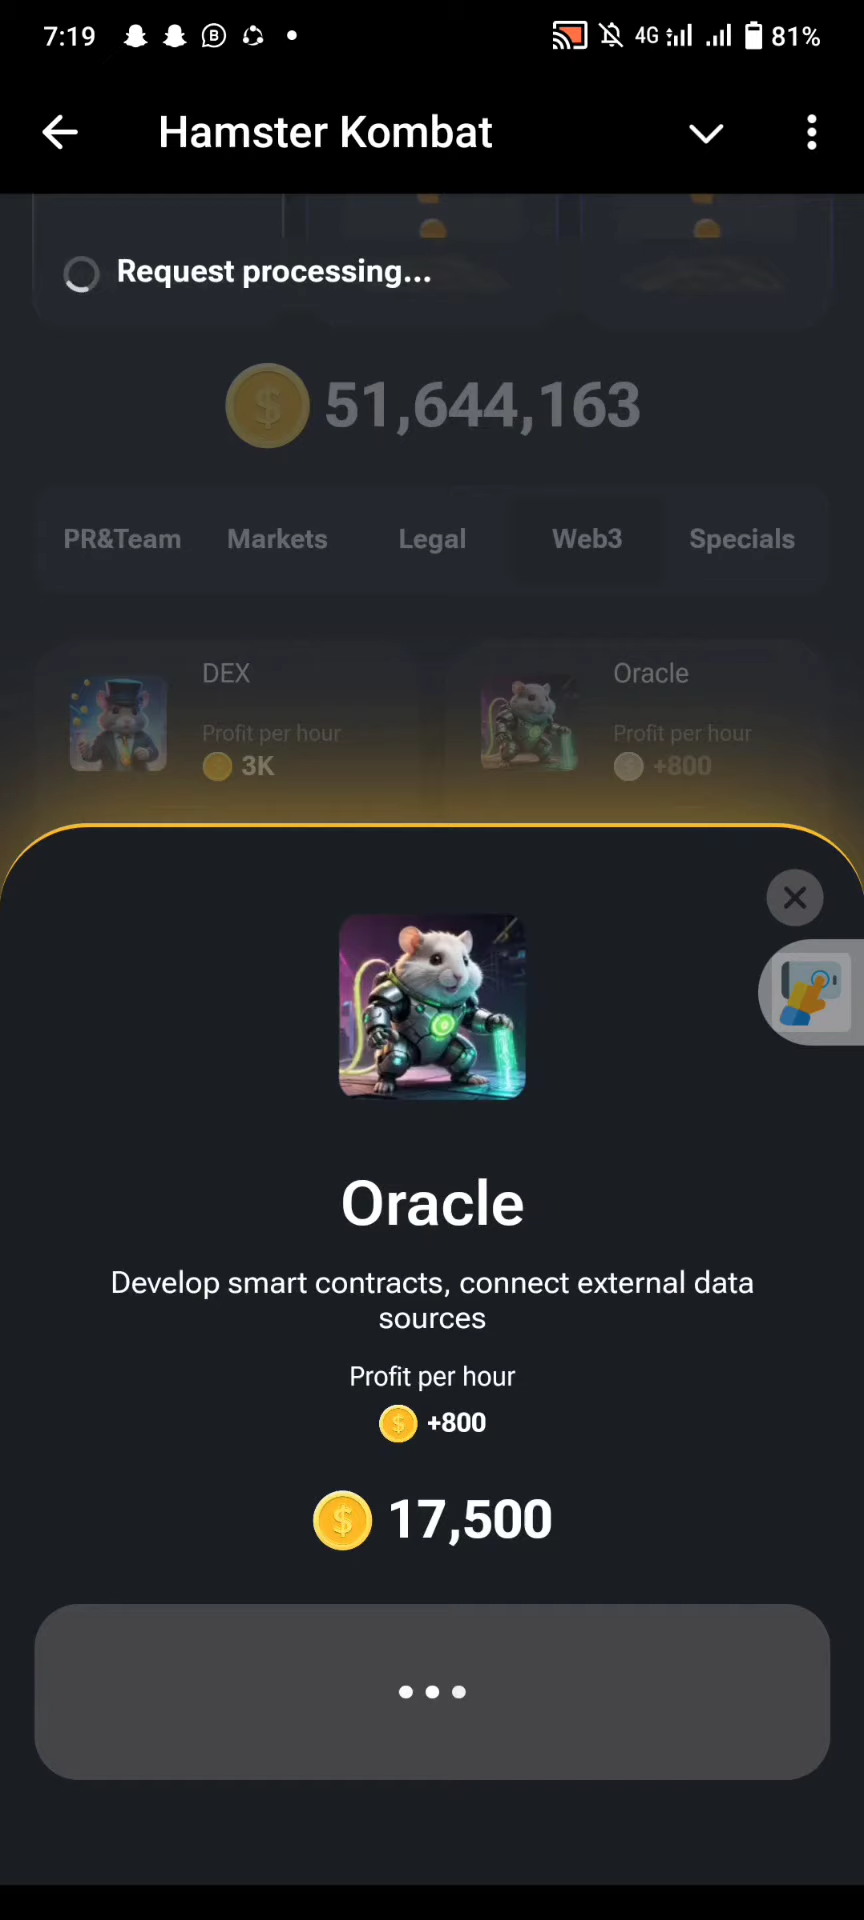 7:19
4G
81%
Hamster Kombat
Request processing...
51,644,163
PR&Team Markets Legal Web3 Specials
DEX
Profit per hour
3K
Oracle
Profit per hour
+800
Oracle
Develop smart contracts, connect external data
sources
Profit per hour
+800
17,500